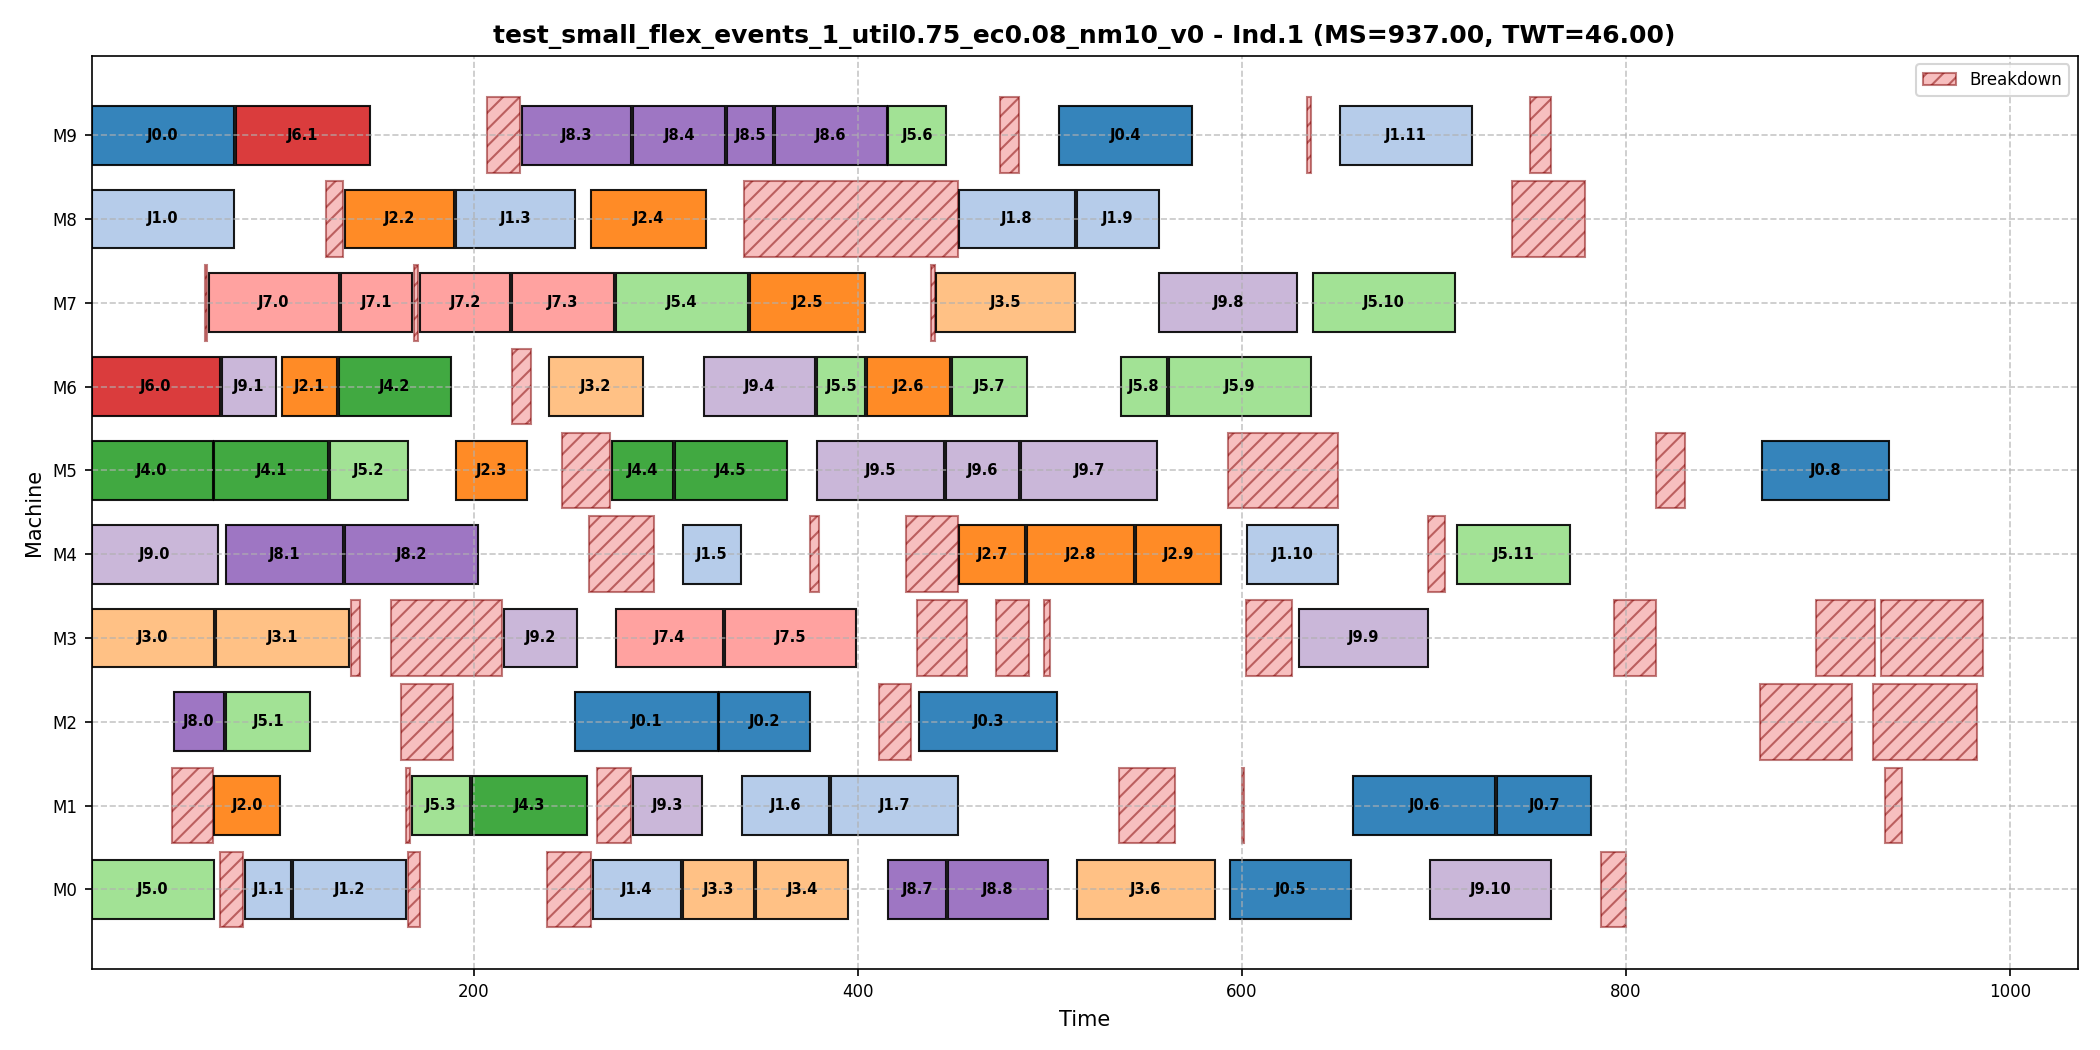 test_small_flex_events_1_util0.75_ec0.08_nm10_v0 - Ind.1 (MS=937.00, TWT=46.00)
Breakdown
M9 J0.0 J6.1 J8.3 J8.4 J8.5 J8.6 J5.6 J0.4 J1.11
M8 J1.0 J2.2 J1.3 J2.4 J1.8 J1.9
M7 J7.0 J7.1 J7.2 J7.3 J5.4 J2.5 J3.5 J9.8 J5.10
M6 J6.0 J9.1 J2.1 J4.2 J3.2 J9.4 J5.5 J2.6 J5.7 J5.8 J5.9
M5 J4.0 J4.1 J5.2 J2.3 J4.4 J4.5 J9.5 J9.6 J9.7 J0.8
M4 J9.0 J8.1 J8.2 J1.5 J2.7 J2.8 J2.9 J1.10 J5.11
M3 J3.0 J3.1 J9.2 J7.4 J7.5 J9.9
M2 J8.0 J5.1 J0.1 J0.2 J0.3
M1 J2.0 J5.3 J4.3 J9.3 J1.6 J1.7 J0.6 J0.7
M0 J5.0 J1.1 J1.2 J1.4 J3.3 J3.4 J8.7 J8.8 J3.6 J0.5 J9.10
Machine
200 400 600 800 1000
Time